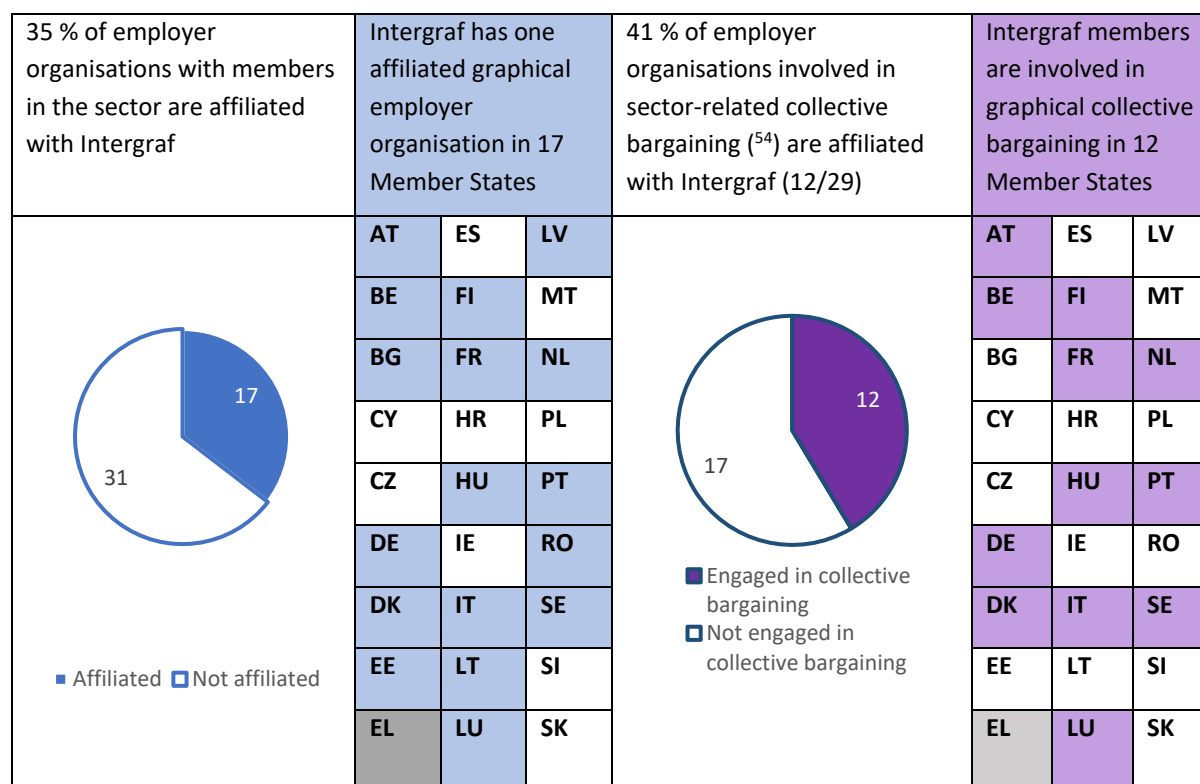 35 % of employer
organisations with members
in the sector are affiliated
with Intergraf
Intergraf has one
affiliated graphical
employer
organisation in 17
Member States
41 % of employer
organisations involved in
sector-related collective
bargaining (⁵⁴) are affiliated
with Intergraf (12/29)
Intergraf members
are involved in
graphical collective
bargaining in 12
Member States
17
31
Affiliated Not affiliated
AT ES LV
BE FI MT
BG FR NL
CY HR PL
CZ HU PT
DE IE RO
DK IT SE
EE LT SI
EL LU SK
12
17
Engaged in collective
bargaining
Not engaged in
collective bargaining
AT ES LV
BE FI MT
BG FR NL
CY HR PL
CZ HU PT
DE IE RO
DK IT SE
EE LT SI
EL LU SK